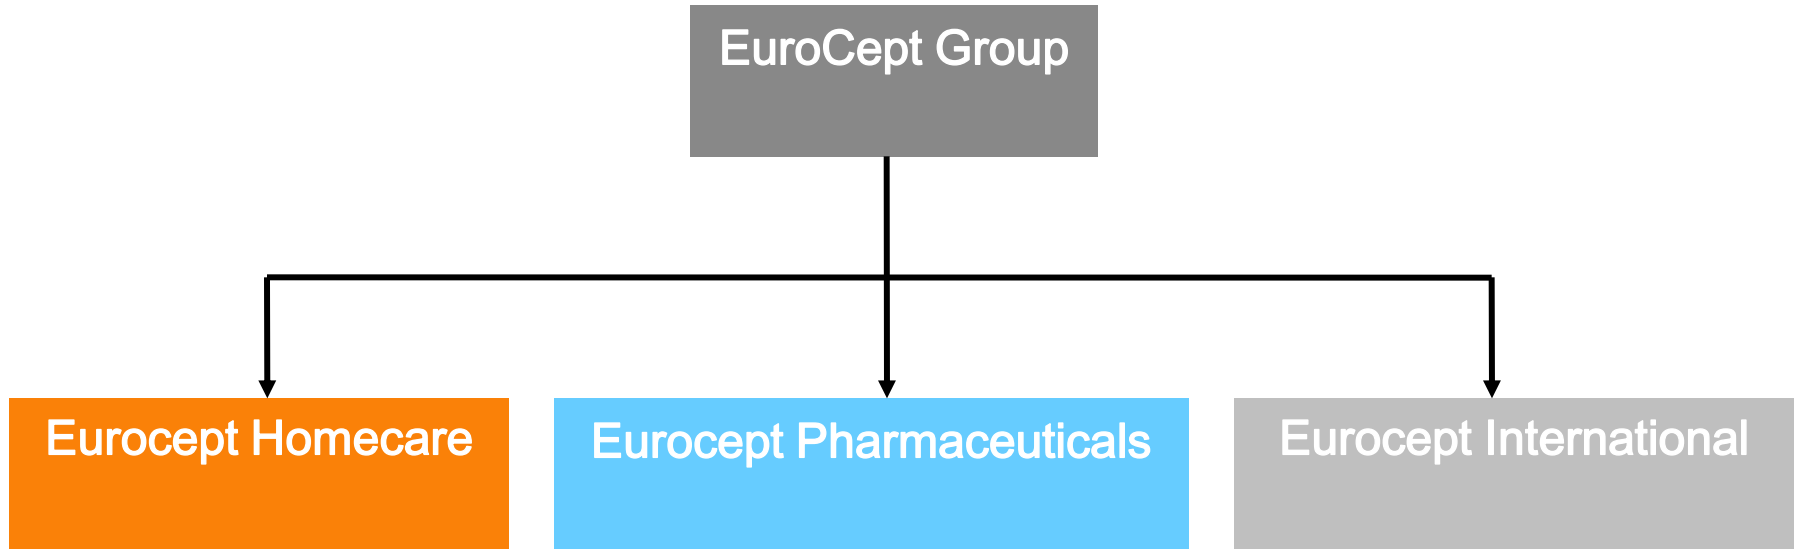 EuroCept Group
Eurocept Homecare
Eurocept Pharmaceuticals
Eurocept International